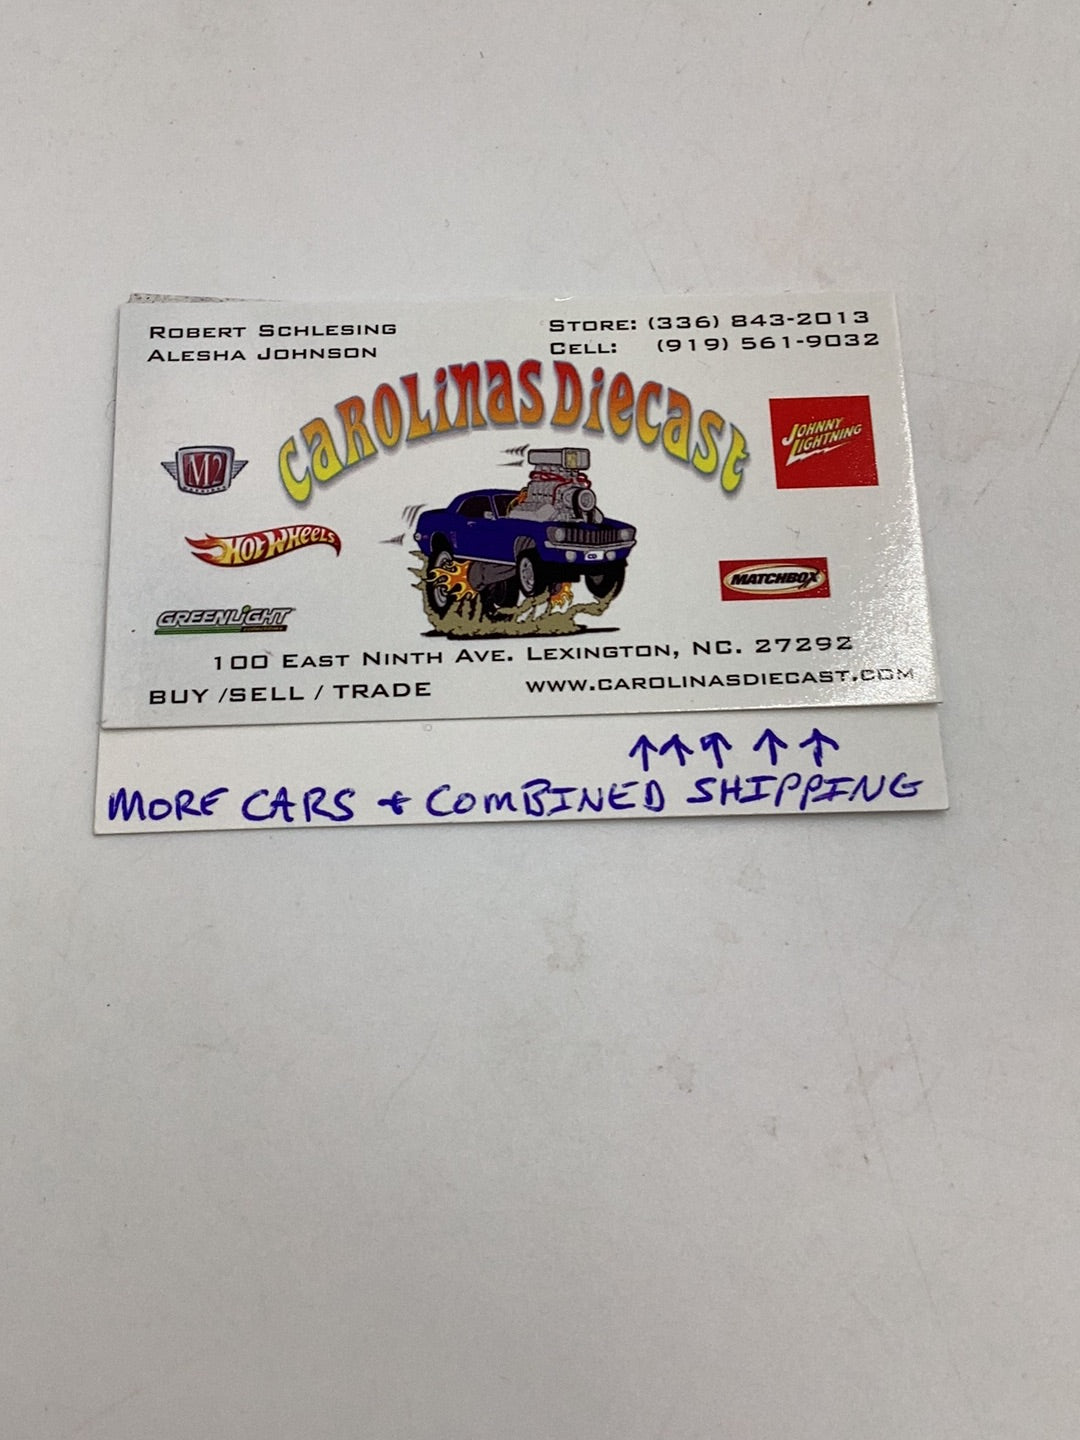 ROBERT SCHLESING
ALESHA JOHNSON
STORE: (336) 843-2013
CELL: (919) 561-9032
CAROLINAS DIECAST
M2
JOHNNY LIGHTNING
HOT WHEELS
MATCHBOX
GREENLIGHT
100 EAST NINTH AVE. LEXINGTON, NC. 27292
BUY /SELL / TRADE
WWW.CAROLINASDIECAST.COM
↑↑↑ ↑ ↑
MORE CARS + COMBINED SHIPPING